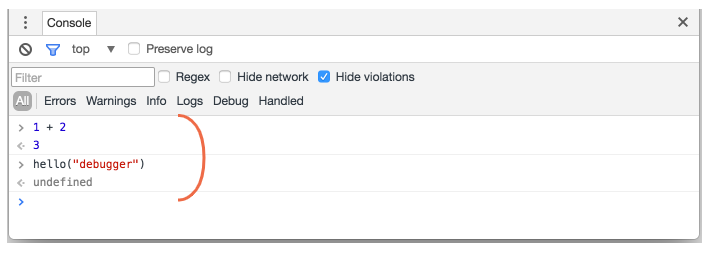 Console
top Preserve log
Filter Regex Hide network Hide violations
All Errors Warnings Info Logs Debug Handled
> 1 + 2
3
> hello("debugger")
undefined
>